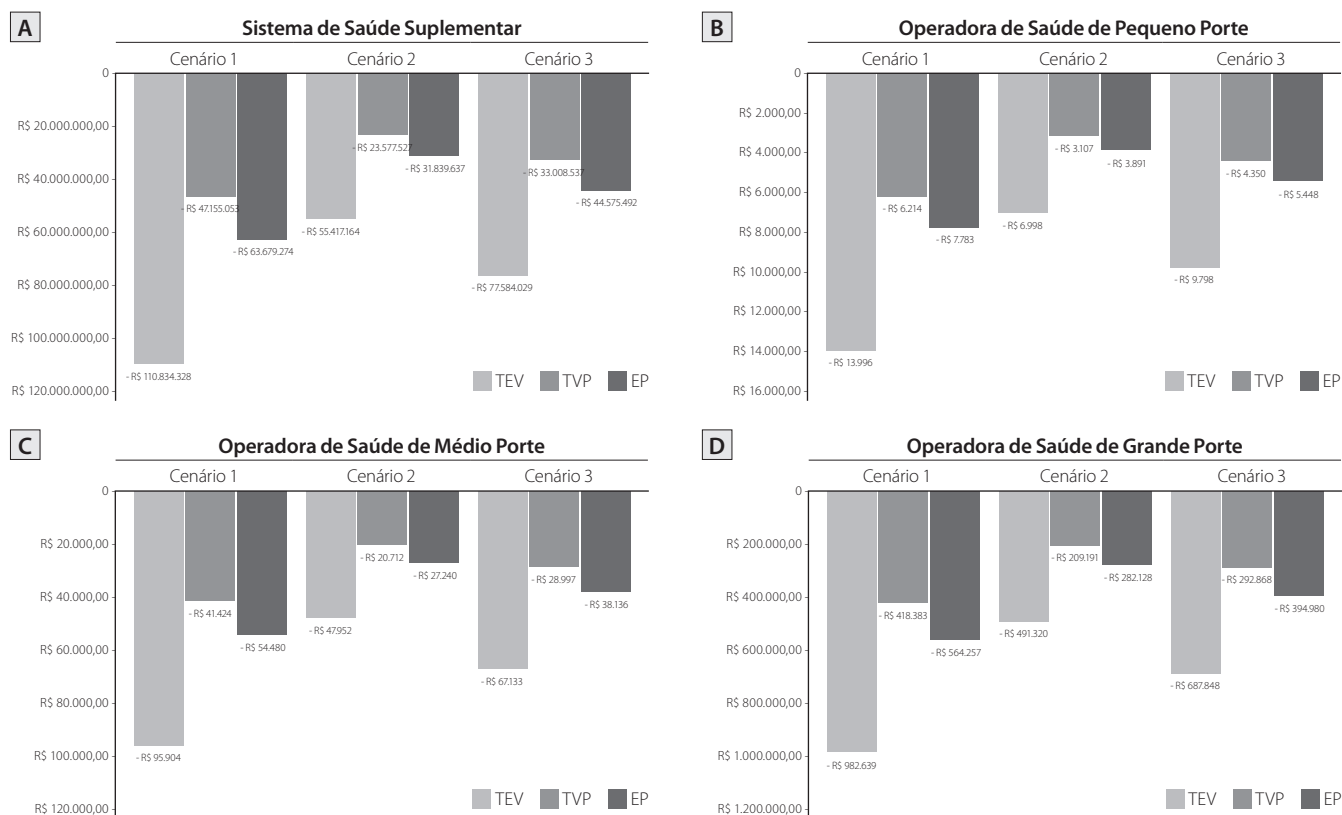 A
Sistema de Saúde Suplementar
Cenário 1 Cenário 2 Cenário 3
0
R$ 20.000.000,00
R$ 40.000.000,00
R$ 60.000.000,00
R$ 80.000.000,00
R$ 100.000.000,00
R$ 120.000.000,00
- R$ 110.834.328
- R$ 47.155.053
- R$ 63.679.274
- R$ 55.417.164
- R$ 23.577.527
- R$ 31.839.637
- R$ 77.584.029
- R$ 33.008.537
- R$ 44.575.492
TEV TVP EP
B
Operadora de Saúde de Pequeno Porte
Cenário 1 Cenário 2 Cenário 3
0
R$ 2.000,00
R$ 4.000,00
R$ 6.000,00
R$ 8.000,00
R$ 10.000,00
R$ 12.000,00
R$ 14.000,00
R$ 16.000,00
- R$ 13.996
- R$ 6.214
- R$ 7.783
- R$ 6.998
- R$ 3.107
- R$ 3.891
- R$ 9.798
- R$ 4.350
- R$ 5.448
TEV TVP EP
C
Operadora de Saúde de Médio Porte
Cenário 1 Cenário 2 Cenário 3
0
R$ 20.000,00
R$ 40.000,00
R$ 60.000,00
R$ 80.000,00
R$ 100.000,00
R$ 120.000,00
- R$ 95.904
- R$ 41.424
- R$ 54.480
- R$ 47.952
- R$ 20.712
- R$ 27.240
- R$ 67.133
- R$ 28.997
- R$ 38.136
TEV TVP EP
D
Operadora de Saúde de Grande Porte
Cenário 1 Cenário 2 Cenário 3
0
R$ 200.000,00
R$ 400.000,00
R$ 600.000,00
R$ 800.000,00
R$ 1.000.000,00
R$ 1.200.000,00
- R$ 982.639
- R$ 418.383
- R$ 564.257
- R$ 491.320
- R$ 209.191
- R$ 282.128
- R$ 687.848
- R$ 292.868
- R$ 394.980
TEV TVP EP